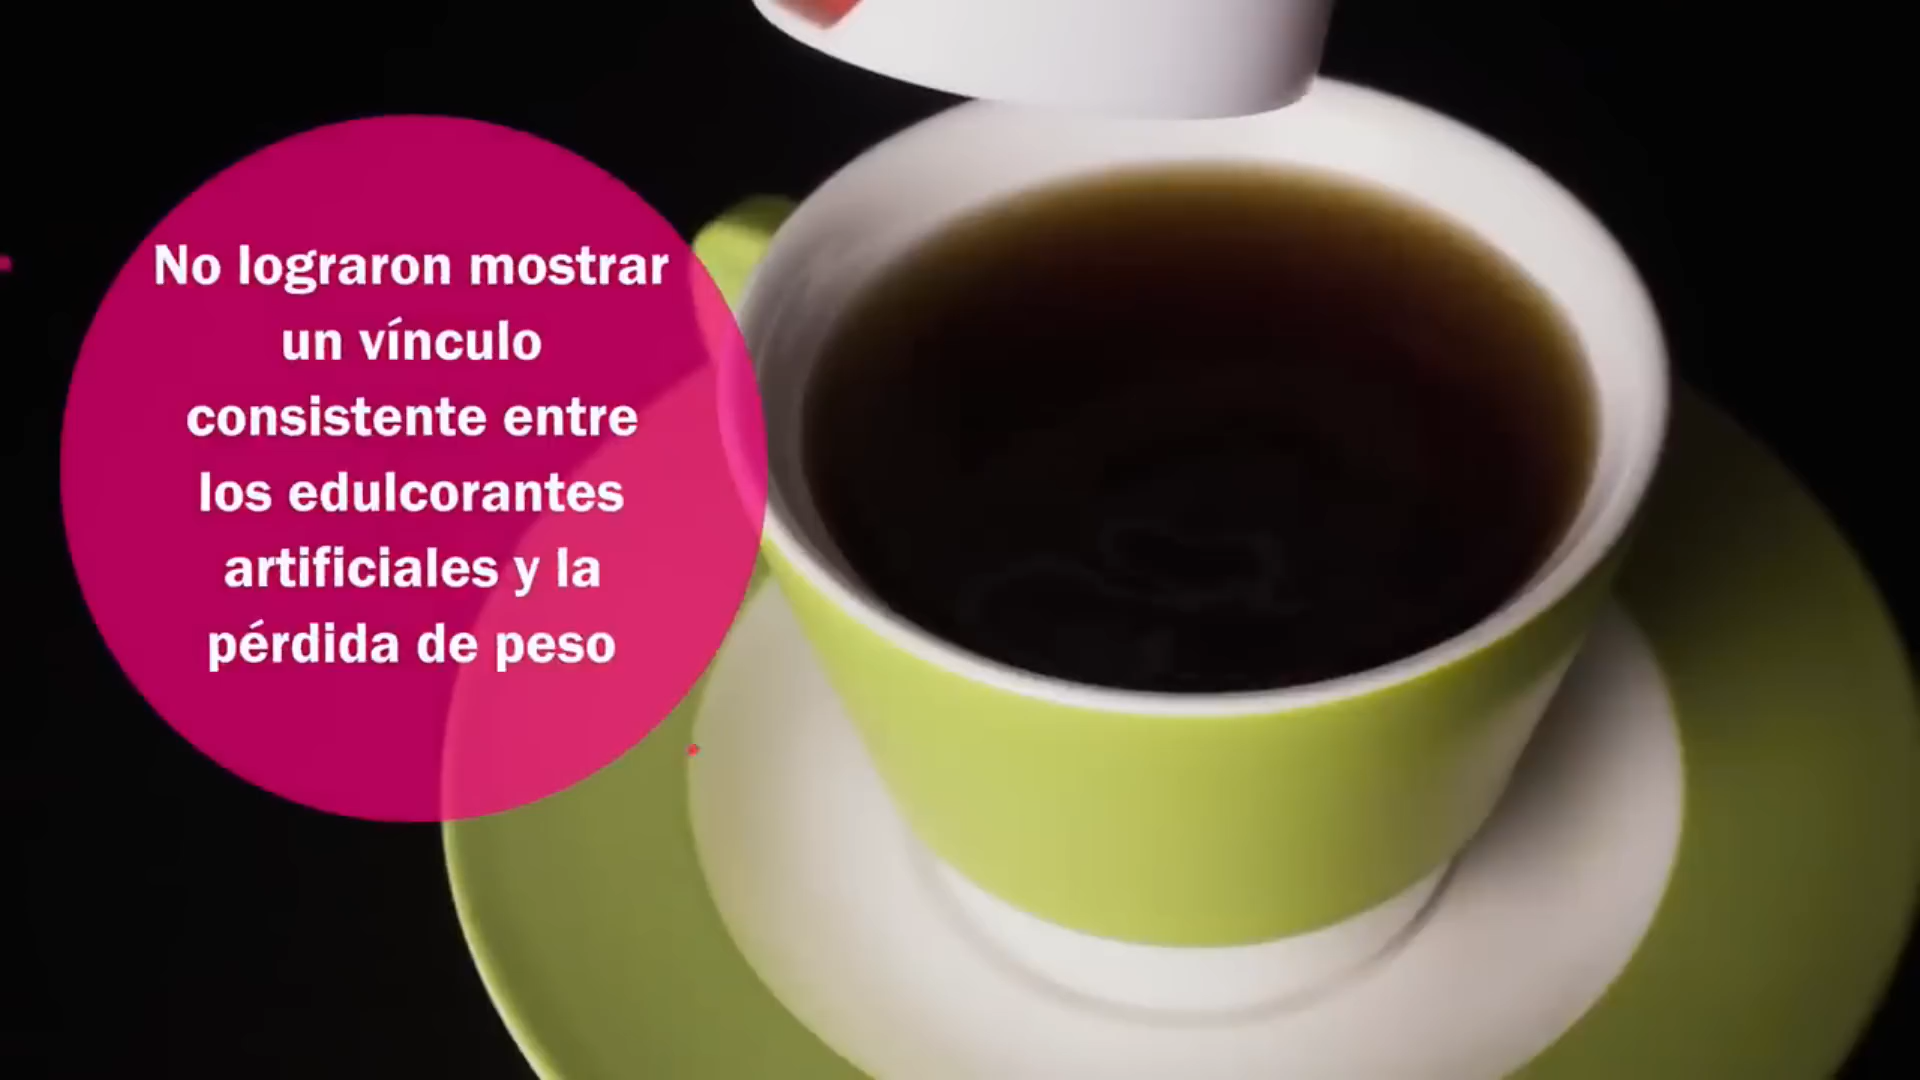 No lograron mostrar
un vínculo
consistente entre
los edulcorantes
artificiales y la
pérdida de peso